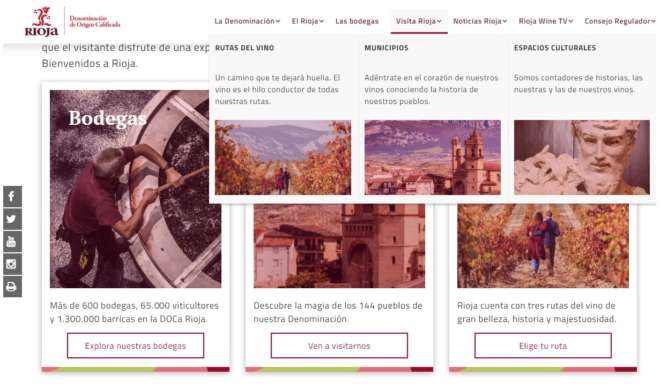 RIOJA
Denominación
de Origen Calificada
La Denominación
El Rioja
Las bodegas
Visita Rioja
Noticias Rioja
Rioja Wine TV
Consejo Regulador
que el visitante disfrute de una exp
Bienvenidos a Rioja.
RUTAS DEL VINO
Un camino que te dejará huella. El
vino es el hilo conductor de todas
nuestras rutas.
MUNICIPIOS
Adéntrate en el corazón de nuestros
vinos conociendo la historia de
nuestros pueblos.
ESPACIOS CULTURALES
Somos contadores de historias, las
nuestras y las de nuestros vinos.
Bodegas
Más de 600 bodegas, 65.000 viticultores
y 1.300.000 barricas en la DOCa Rioja.
Explora nuestras bodegas
Descubre la magia de los 144 pueblos de
nuestra Denominación.
Ven a visitarnos
Rioja cuenta con tres rutas del vino de
gran belleza, historia y majestuosidad.
Elige tu ruta